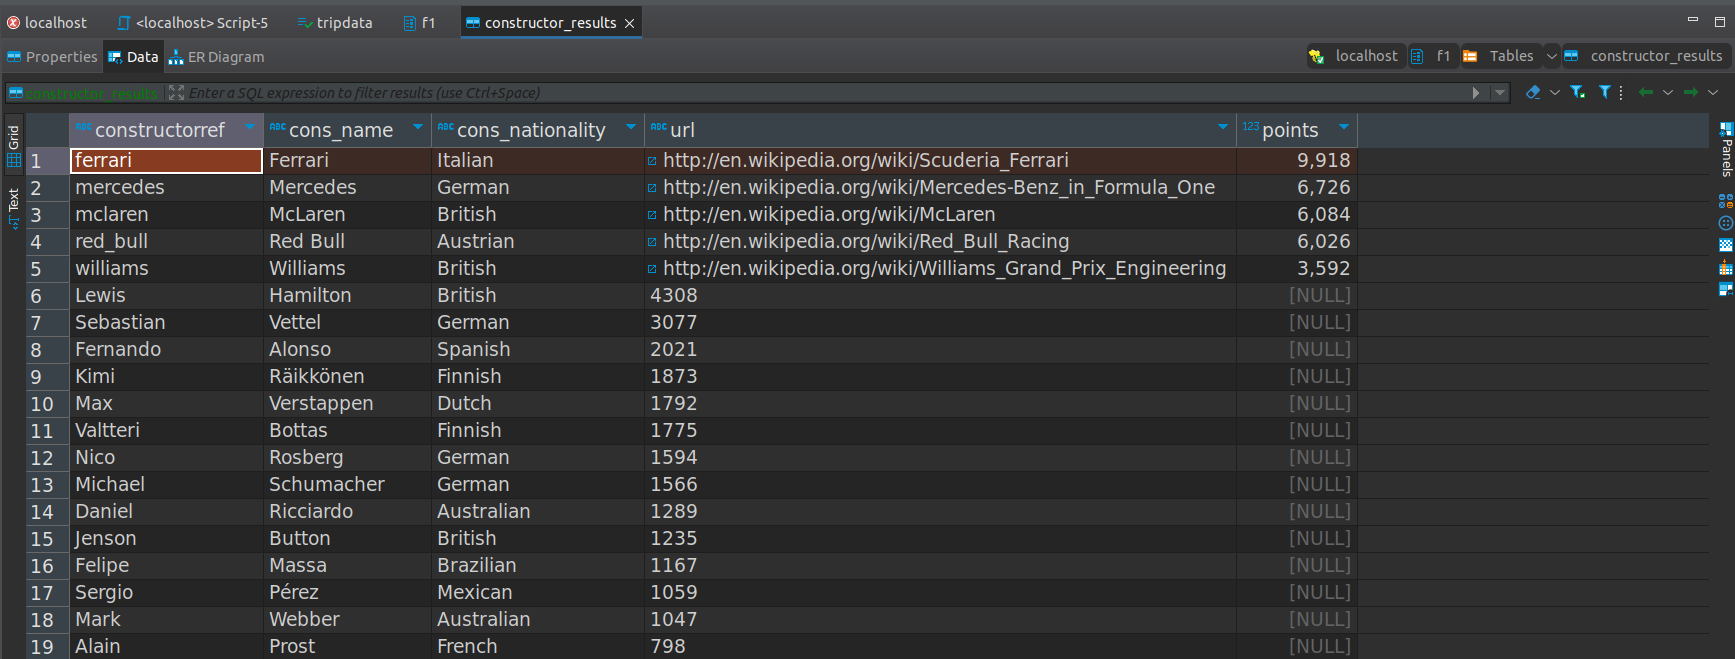 localhost <localhost> Script-5 tripdata f1 constructor_results
Properties Data ER Diagram localhost f1 Tables constructor_results
constructor_results Enter a SQL expression to filter results (use Ctrl+Space)
Grid
Text
Panels
ABC constructorref ABC cons_name ABC cons_nationality ABC url 123 points
1 ferrari Ferrari Italian http://en.wikipedia.org/wiki/Scuderia_Ferrari 9,918
2 mercedes Mercedes German http://en.wikipedia.org/wiki/Mercedes-Benz_in_Formula_One 6,726
3 mclaren McLaren British http://en.wikipedia.org/wiki/McLaren 6,084
4 red_bull Red Bull Austrian http://en.wikipedia.org/wiki/Red_Bull_Racing 6,026
5 williams Williams British http://en.wikipedia.org/wiki/Williams_Grand_Prix_Engineering 3,592
6 Lewis Hamilton British 4308 [NULL]
7 Sebastian Vettel German 3077 [NULL]
8 Fernando Alonso Spanish 2021 [NULL]
9 Kimi Räikkönen Finnish 1873 [NULL]
10 Max Verstappen Dutch 1792 [NULL]
11 Valtteri Bottas Finnish 1775 [NULL]
12 Nico Rosberg German 1594 [NULL]
13 Michael Schumacher German 1566 [NULL]
14 Daniel Ricciardo Australian 1289 [NULL]
15 Jenson Button British 1235 [NULL]
16 Felipe Massa Brazilian 1167 [NULL]
17 Sergio Pérez Mexican 1059 [NULL]
18 Mark Webber Australian 1047 [NULL]
19 Alain Prost French 798 [NULL]